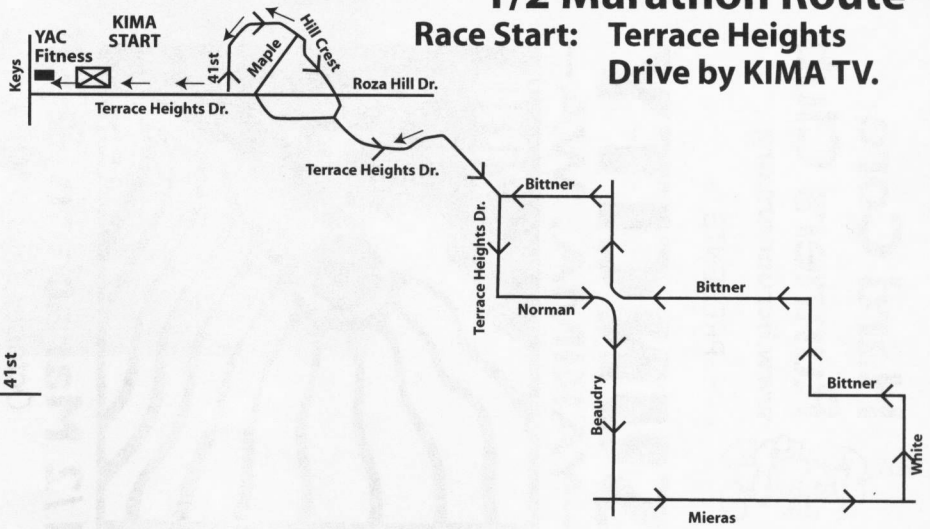 1/2 Marathon Route
Race Start: Terrace Heights
Drive by KIMA TV.
KIMA
START
YAC
Fitness
Keys
41st
Maple
Hill Crest
Roza Hill Dr.
Terrace Heights Dr.
Terrace Heights Dr.
Bittner
Terrace Heights Dr.
Norman
Bittner
41st
Beaudry
Bittner
White
Mieras